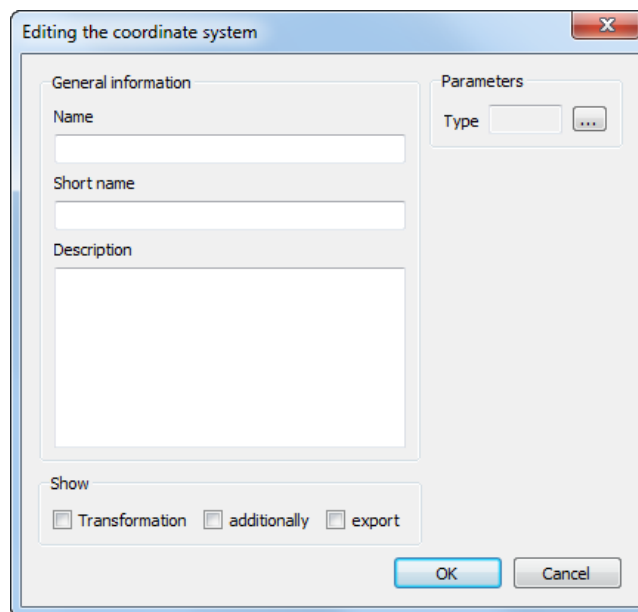 Editing the coordinate system
General information
Name
Short name
Description
Parameters
Type ...
Show
Transformation additionally export
OK Cancel